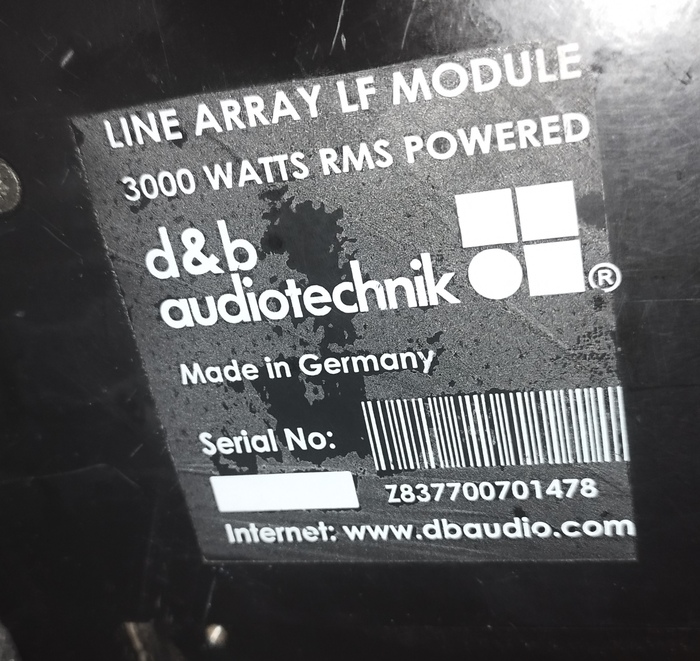 LINE ARRAY LF MODULE
3000 WATTS RMS POWERED
d&b
audiotechnik ®
Made in Germany
Serial No:
Z837700701478
Internet: www.dbaudio.com